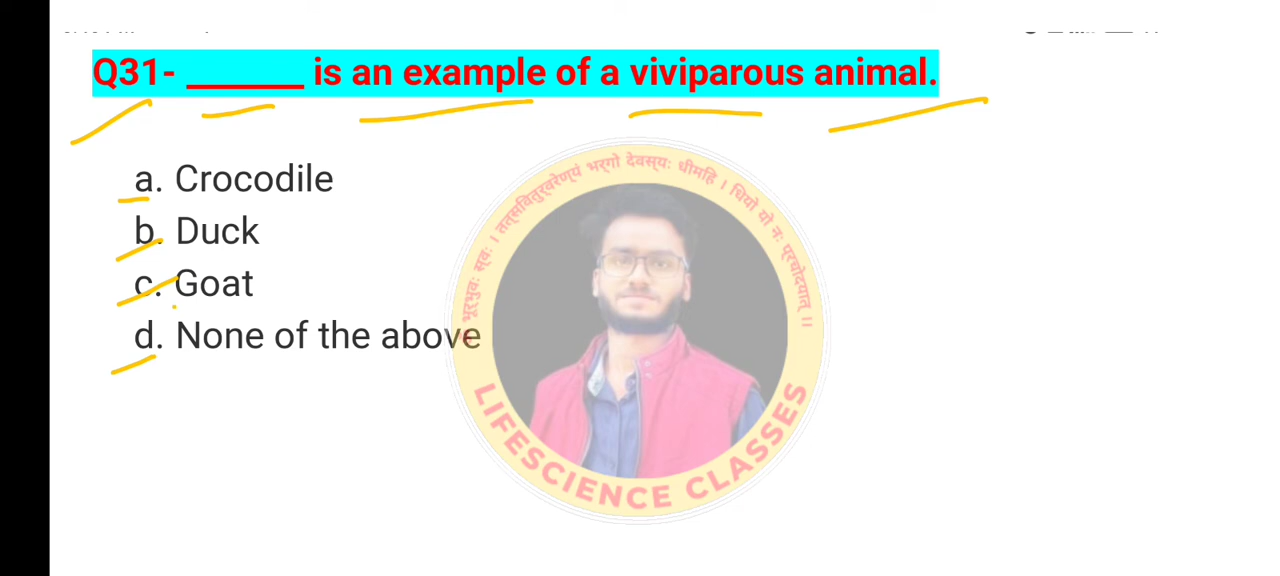 Q31- ______ is an example of a viviparous animal.
a. Crocodile
b. Duck
c. Goat
d. None of the above
भूर्भुवः स्वः । तत्सवितुर्वरेण्यं भर्गो देवस्यः धीमहि । धियो यो नः प्रचोदयात् ।।
LIFESCIENCE CLASSES